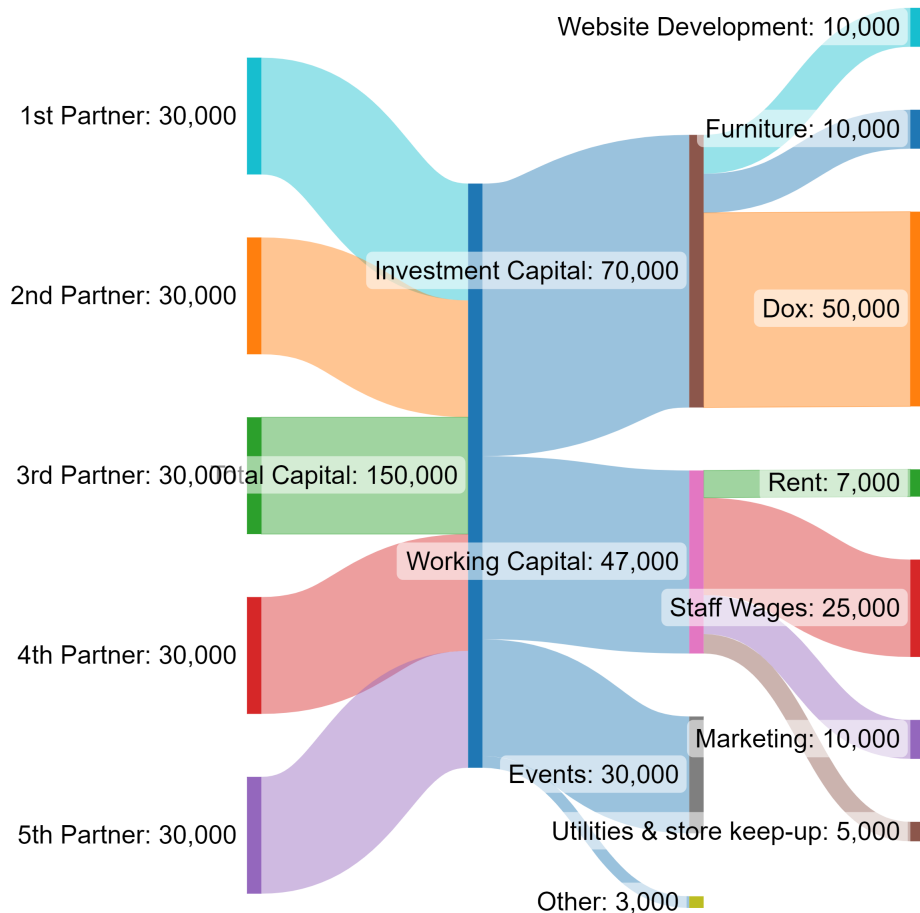 Website Development: 10,000
1st Partner: 30,000
Furniture: 10,000
Investment Capital: 70,000
2nd Partner: 30,000
Dox: 50,000
3rd Partner: 30,000
Total Capital: 150,000
Rent: 7,000
Working Capital: 47,000
Staff Wages: 25,000
4th Partner: 30,000
Marketing: 10,000
Events: 30,000
5th Partner: 30,000
Utilities & store keep-up: 5,000
Other: 3,000